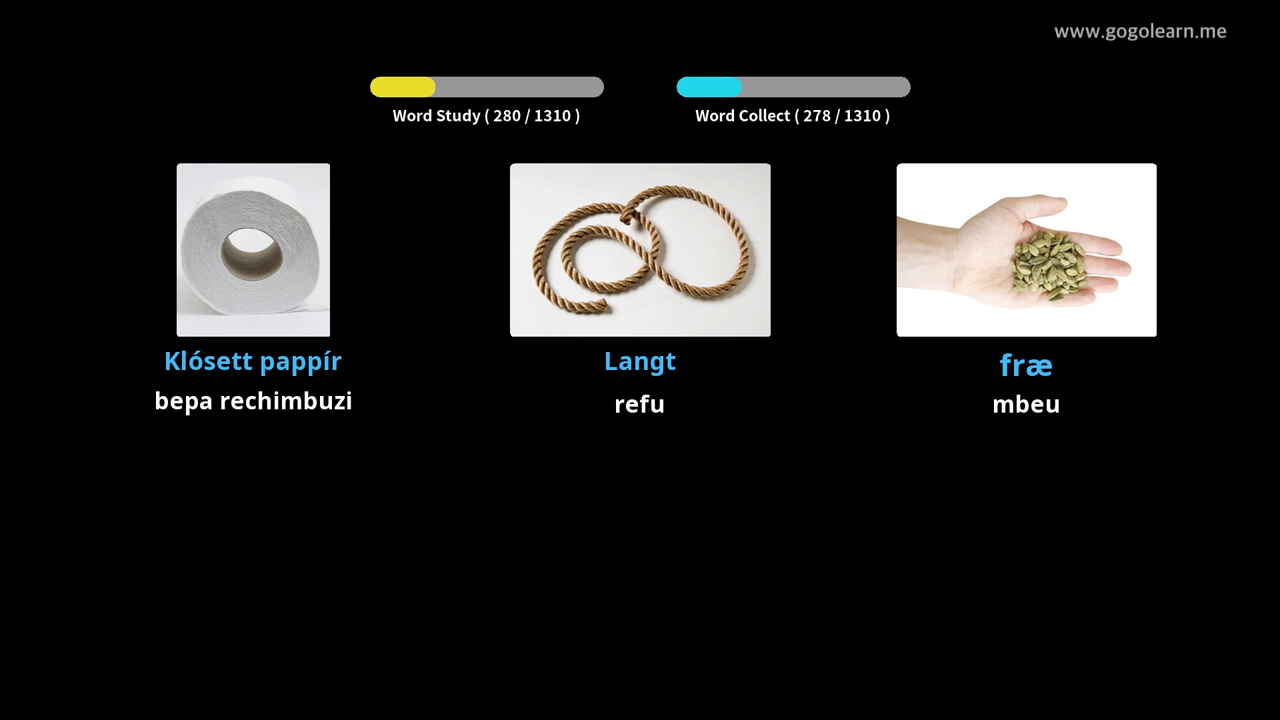 www.gogolearn.me
Word Study ( 280 / 1310 )
Word Collect ( 278 / 1310 )
Klósett pappír
Langt
fræ
bepa rechimbuzi
refu
mbeu